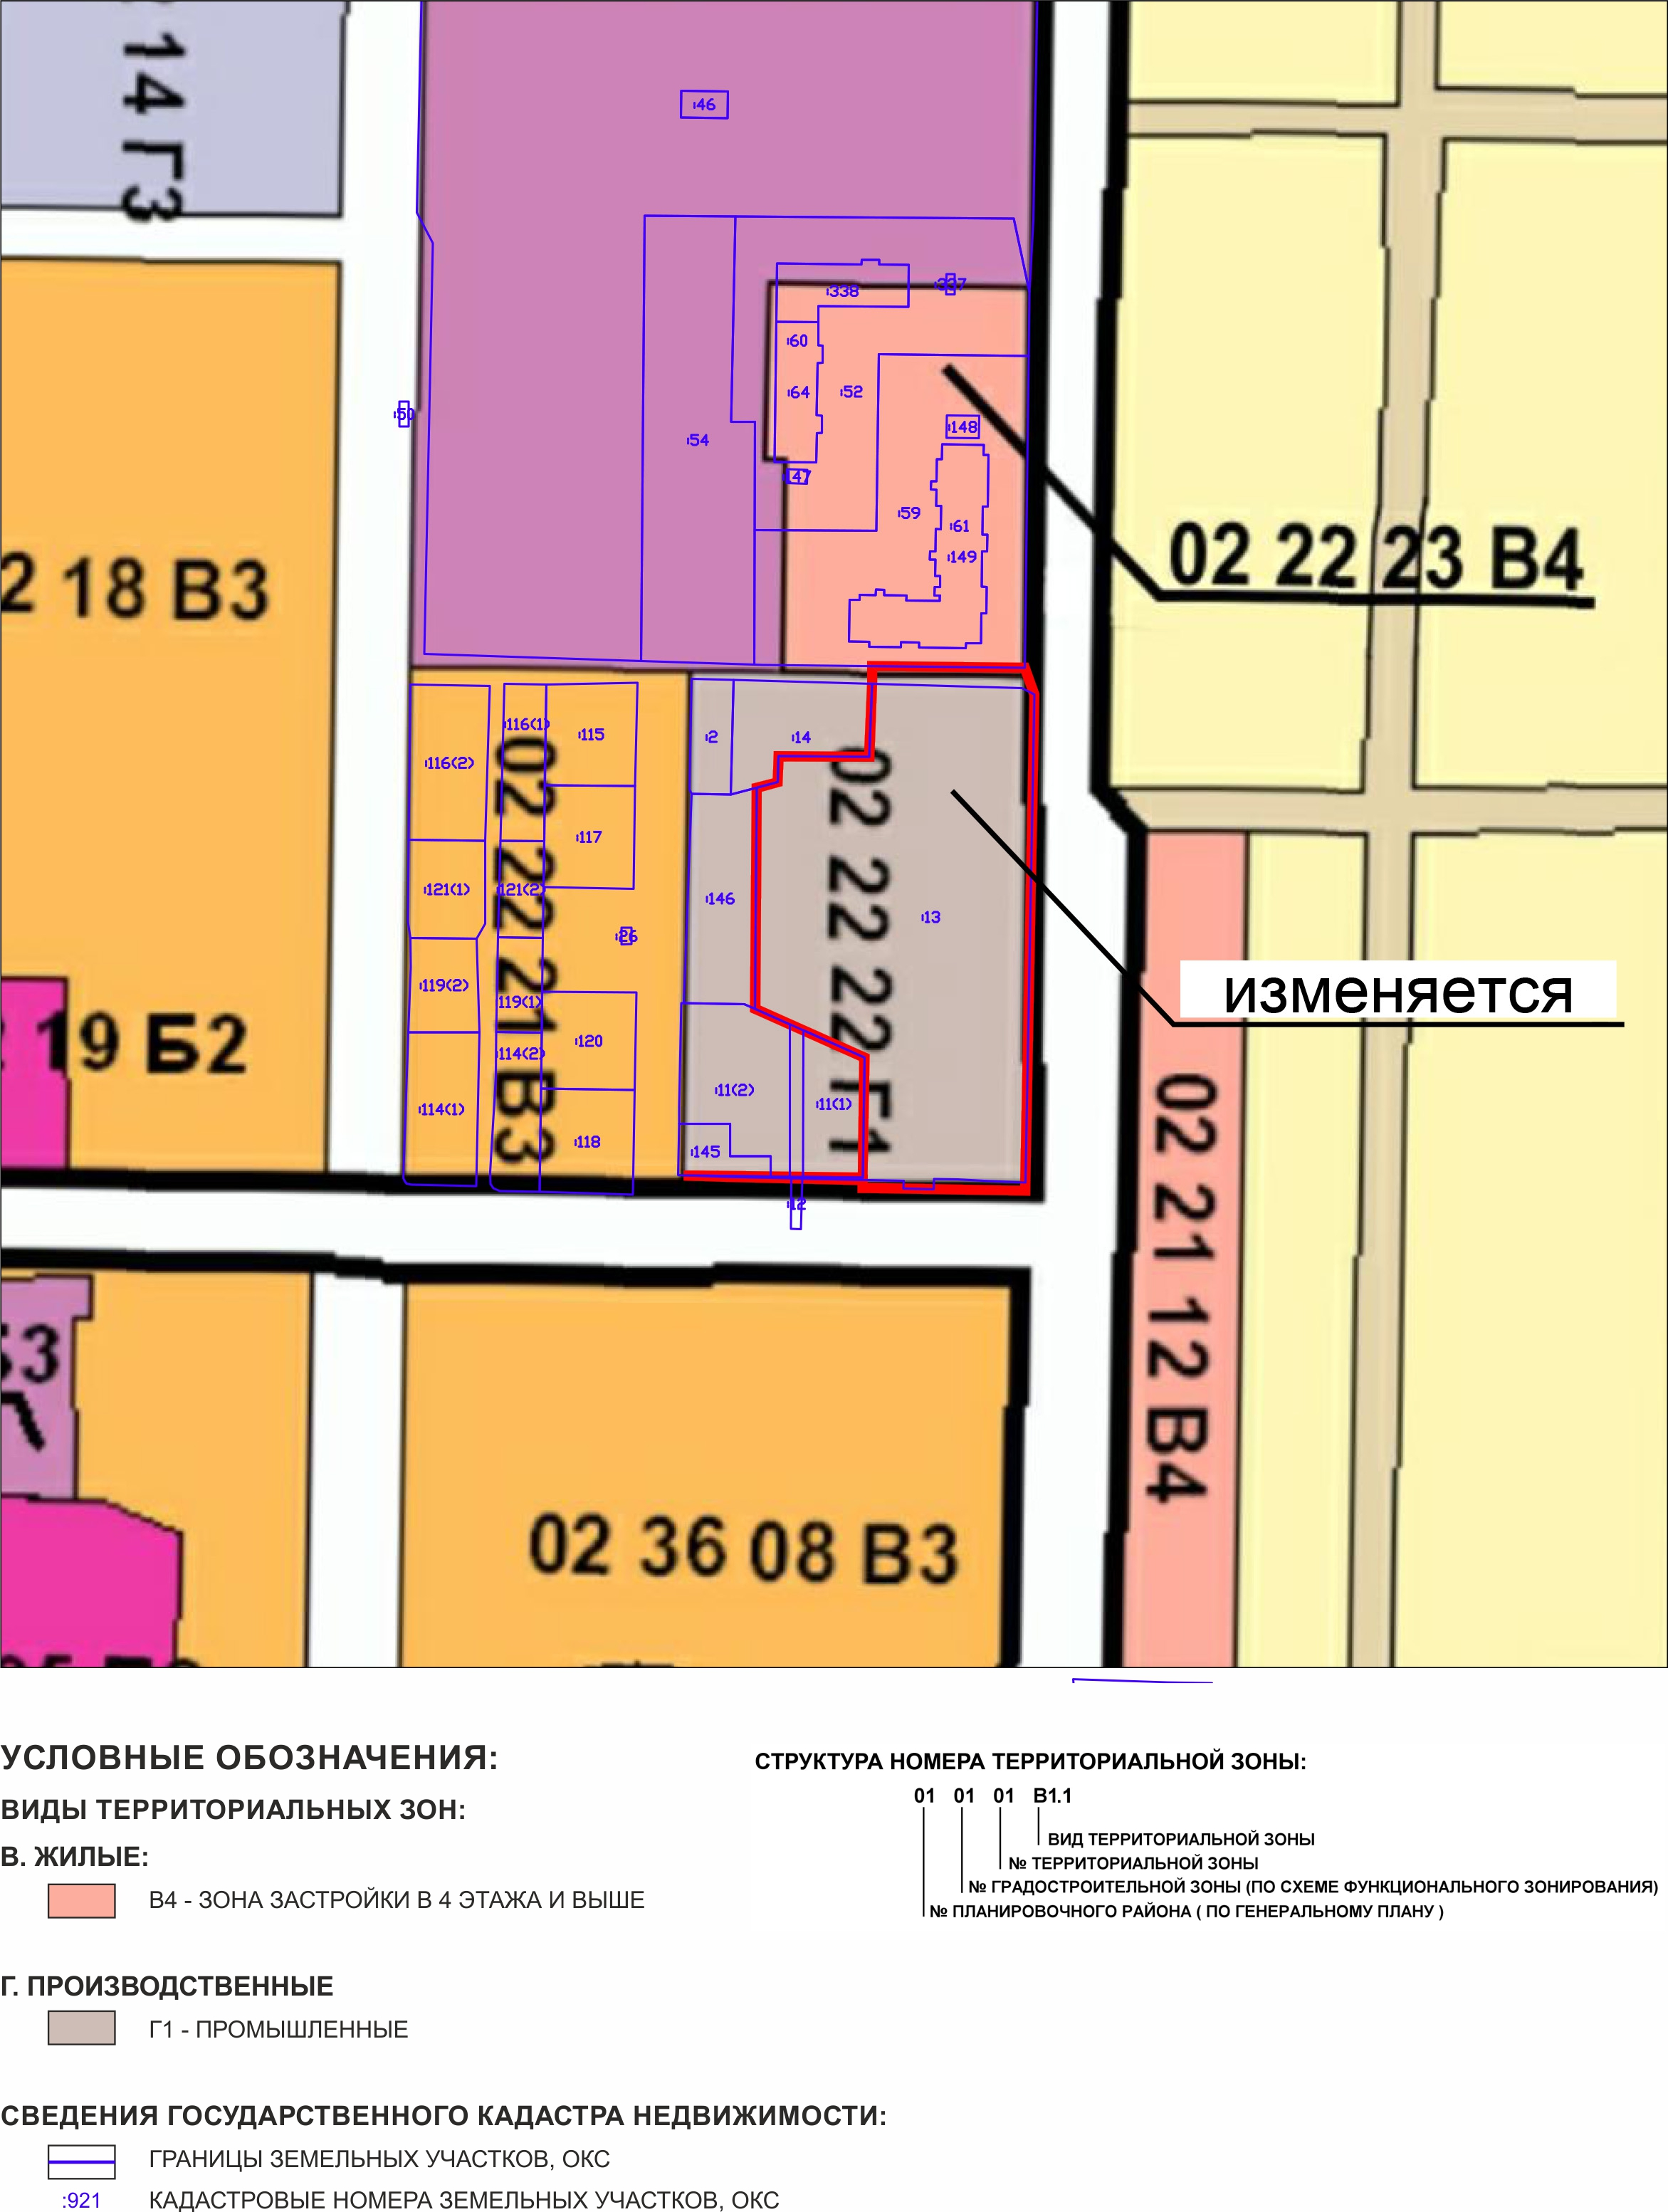 14 Г3
:46
:338
:337
:60
:64
:52
:50
:54
:148
:147
:59
:61
:149
02 22 23 В4
2 18 В3
:116(1)
:115
:2
:14
:116(2)
:117
:121(1)
:121(2)
:146
:13
02 22 21 В3
02 22 22 Г1
:26
:119(2)
:119(1)
изменяется
19 Б2
:120
:114(2)
:11(2)
:11(1)
:114(1)
:118
:145
:12
02 21 12 В4
02 36 08 В3
УСЛОВНЫЕ ОБОЗНАЧЕНИЯ:
ВИДЫ ТЕРРИТОРИАЛЬНЫХ ЗОН:
В. ЖИЛЫЕ:
В4 - ЗОНА ЗАСТРОЙКИ В 4 ЭТАЖА И ВЫШЕ
Г. ПРОИЗВОДСТВЕННЫЕ
Г1 - ПРОМЫШЛЕННЫЕ
СВЕДЕНИЯ ГОСУДАРСТВЕННОГО КАДАСТРА НЕДВИЖИМОСТИ:
ГРАНИЦЫ ЗЕМЕЛЬНЫХ УЧАСТКОВ, ОКС
:921 КАДАСТРОВЫЕ НОМЕРА ЗЕМЕЛЬНЫХ УЧАСТКОВ, ОКС
СТРУКТУРА НОМЕРА ТЕРРИТОРИАЛЬНОЙ ЗОНЫ:
01 01 01 В1.1
ВИД ТЕРРИТОРИАЛЬНОЙ ЗОНЫ
№ ТЕРРИТОРИАЛЬНОЙ ЗОНЫ
№ ГРАДОСТРОИТЕЛЬНОЙ ЗОНЫ (ПО СХЕМЕ ФУНКЦИОНАЛЬНОГО ЗОНИРОВАНИЯ)
№ ПЛАНИРОВОЧНОГО РАЙОНА ( ПО ГЕНЕРАЛЬНОМУ ПЛАНУ )